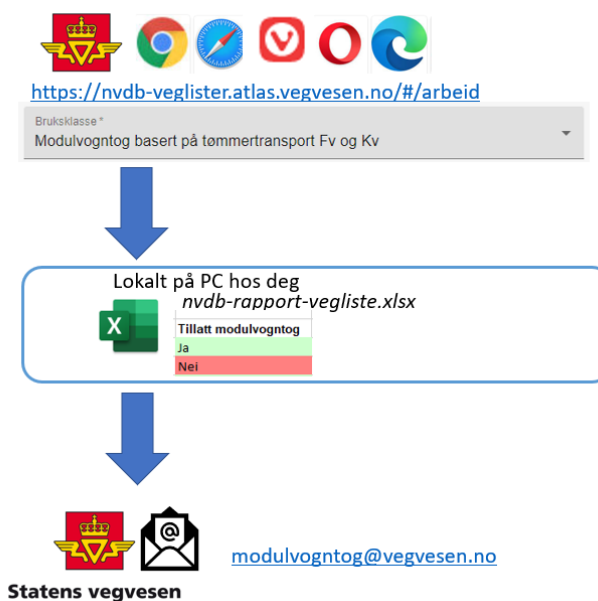 https://nvdb-veglister.atlas.vegvesen.no/#/arbeid
Bruksklasse *
Modulvogntog basert på tømmertransport Fv og Kv
Lokalt på PC hos deg
nvdb-rapport-vegliste.xlsx
X
Tillatt modulvogntog
Ja
Nei
@
modulvogntog@vegvesen.no
Statens vegvesen